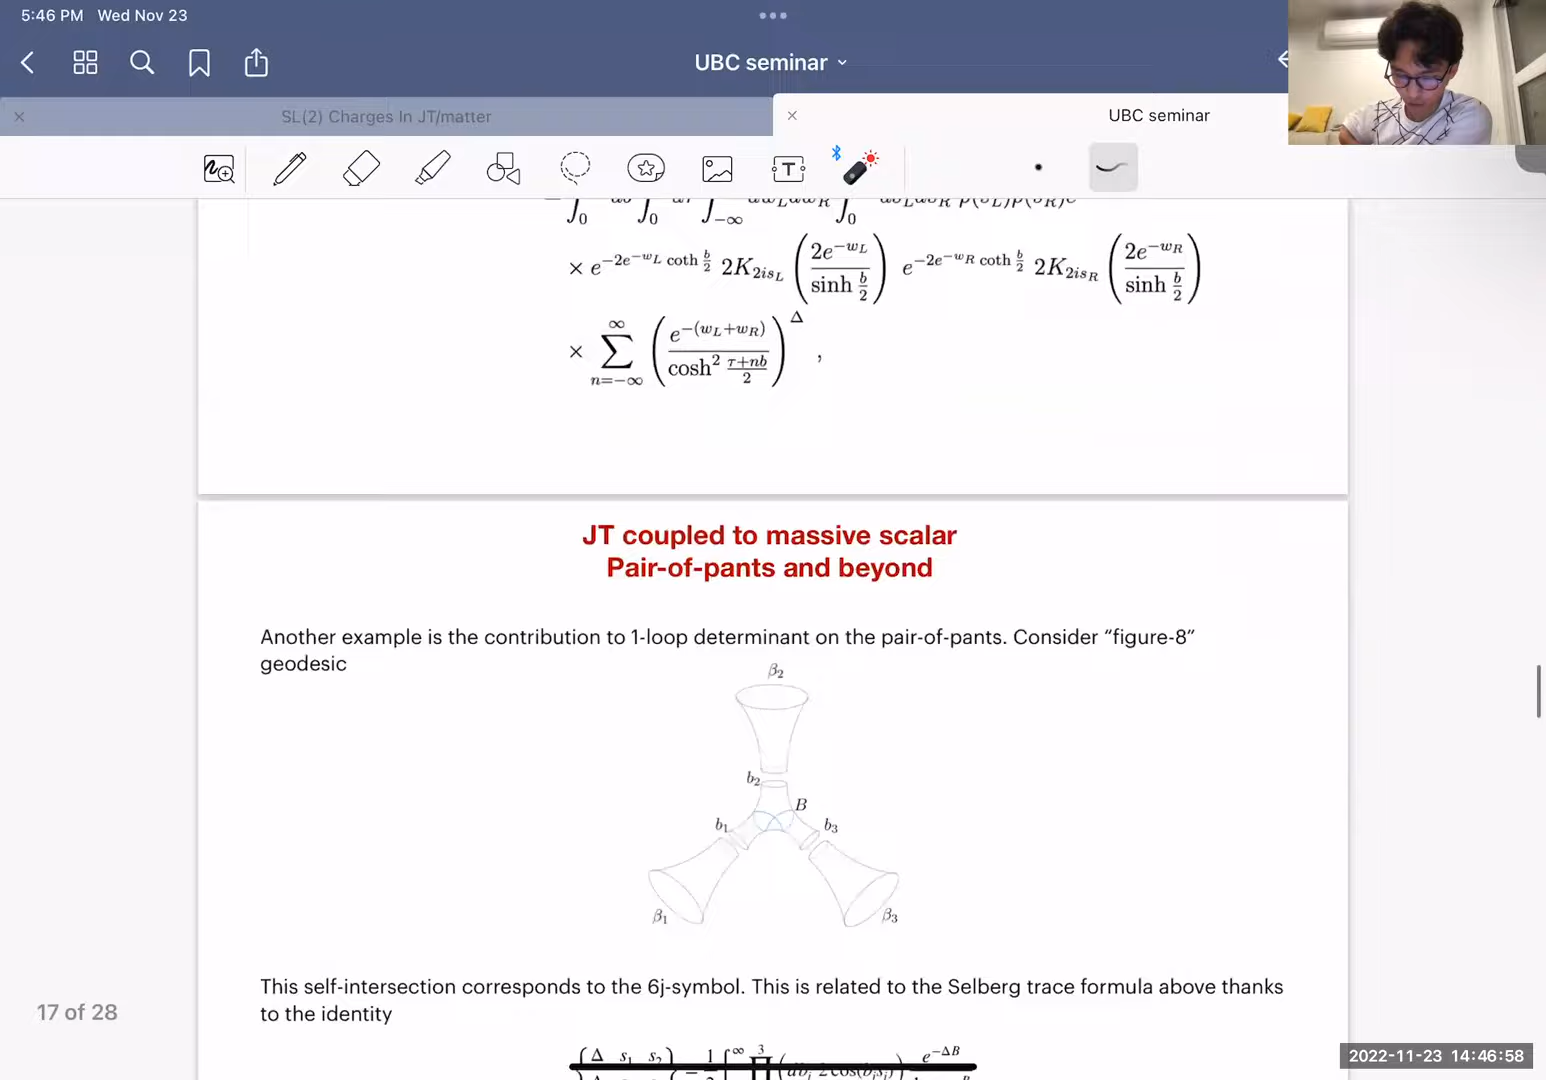 5:46 PM Wed Nov 23
UBC seminar
SL(2) Charges In JT/matter
UBC seminar
× e^{-2e^{-w_L} coth b/2} 2K_{2is_L} (2e^{-w_L} / sinh b/2) e^{-2e^{-w_R} coth b/2} 2K_{2is_R} (2e^{-w_R} / sinh b/2)
× ∑_{n=-∞}^{∞} (e^{-(w_L+w_R)} / cosh² (τ+nb)/2)^Δ ,
JT coupled to massive scalar
Pair-of-pants and beyond
Another example is the contribution to 1-loop determinant on the pair-of-pants. Consider “figure-8”
geodesic
β₂
b₂
B
b₁
b₃
β₁
β₃
This self-intersection corresponds to the 6j-symbol. This is related to the Selberg trace formula above thanks
to the identity
17 of 28
2022-11-23 14:46:58